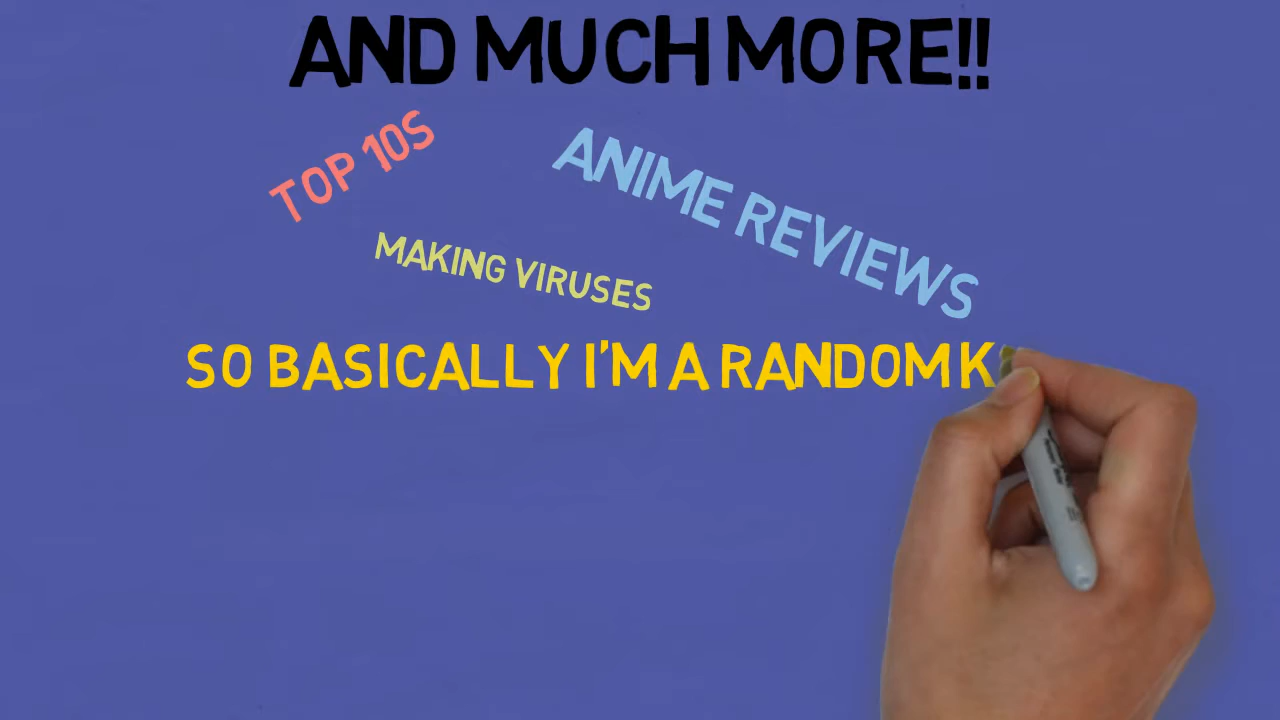 AND MUCH MORE!!
TOP 10S
ANIME REVIEWS
MAKING VIRUSES
SO BASICALLY I'M A RANDOM K